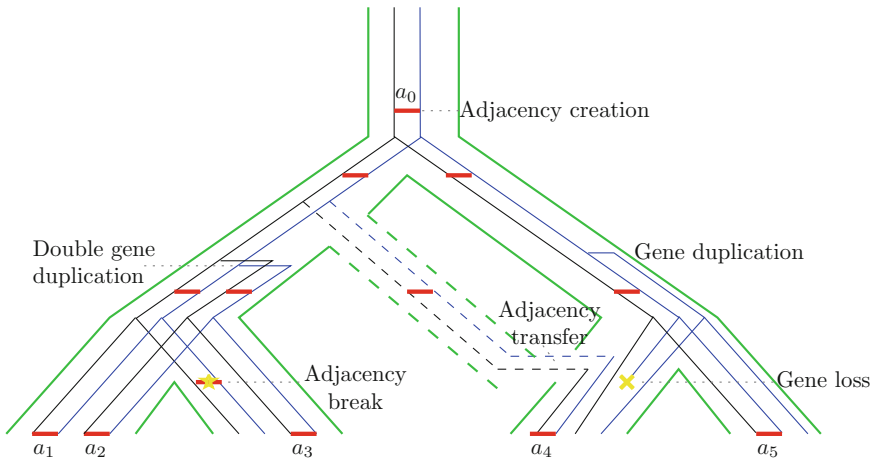 a0
Adjacency creation
Double gene
duplication
Gene duplication
Adjacency
transfer
Adjacency
break
Gene loss
a1
a2
a3
a4
a5